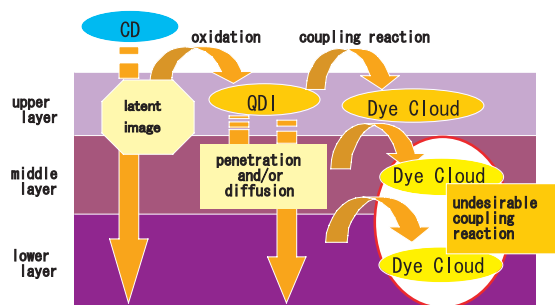 CD
oxidation
coupling reaction
upper
layer
latent
image
QDI
Dye Cloud
middle
layer
penetration
and/or
diffusion
Dye Cloud
undesirable
coupling
reaction
lower
layer
Dye Cloud